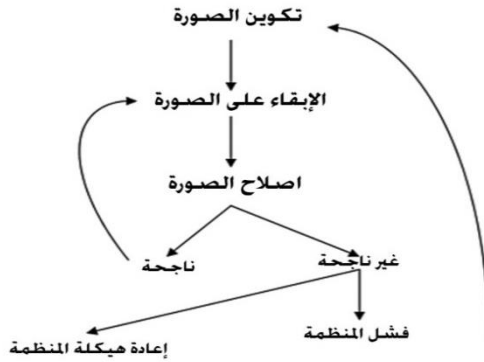 تكوين الصورة
الإبقاء على الصورة
اصلاح الصورة
غير ناجحة
ناجحة
فشل المنظمة
إعادة هيكلة المنظمة